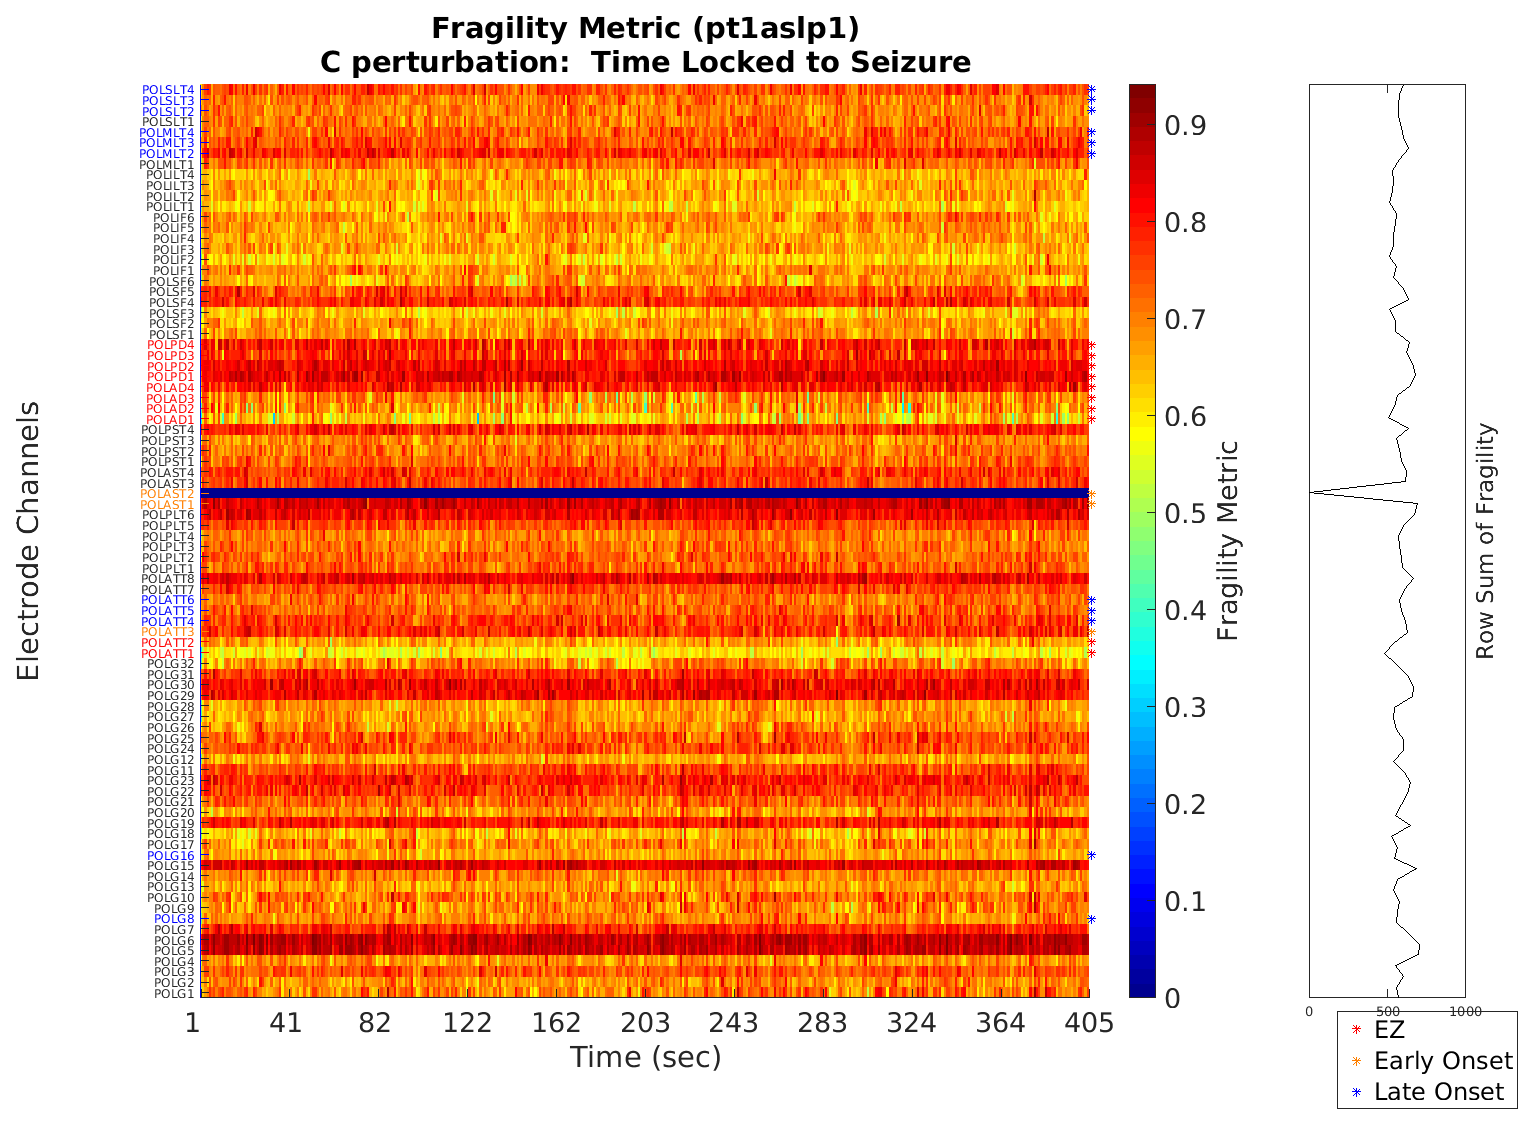 Fragility Metric (pt1aslp1)
C perturbation:  Time Locked to Seizure
Electrode Channels
POLSLT4
POLSLT3
POLSLT2
POLSLT1
POLMLT4
POLMLT3
POLMLT2
POLMLT1
POLILT4
POLILT3
POLILT2
POLILT1
POLIF6
POLIF5
POLIF4
POLIF3
POLIF2
POLIF1
POLSF6
POLSF5
POLSF4
POLSF3
POLSF2
POLSF1
POLPD4
POLPD3
POLPD2
POLPD1
POLAD4
POLAD3
POLAD2
POLAD1
POLPST4
POLPST3
POLPST2
POLPST1
POLAST4
POLAST3
POLAST2
POLAST1
POLPLT6
POLPLT5
POLPLT4
POLPLT3
POLPLT2
POLPLT1
POLATT8
POLATT7
POLATT6
POLATT5
POLATT4
POLATT3
POLATT2
POLATT1
POLG32
POLG31
POLG30
POLG29
POLG28
POLG27
POLG26
POLG25
POLG24
POLG12
POLG11
POLG23
POLG22
POLG21
POLG20
POLG19
POLG18
POLG17
POLG16
POLG15
POLG14
POLG13
POLG10
POLG9
POLG8
POLG7
POLG6
POLG5
POLG4
POLG3
POLG2
POLG1
1 41 82 122 162 203 243 283 324 364 405
Time (sec)
0.9
0.8
0.7
0.6
0.5
0.4
0.3
0.2
0.1
0
Fragility Metric
0 500 1000
Row Sum of Fragility
EZ
Early Onset
Late Onset